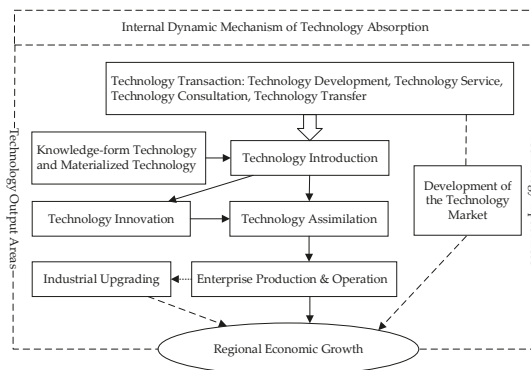 Internal Dynamic Mechanism of Technology Absorption
Technology Transaction: Technology Development, Technology Service,
Technology Consultation, Technology Transfer
Knowledge-form Technology
and Materialized Technology
Technology Introduction
Technology Output Areas
Development of
the Technology
Market
Technology Innovation
Technology Assimilation
Industrial Upgrading
Enterprise Production & Operation
Regional Economic Growth